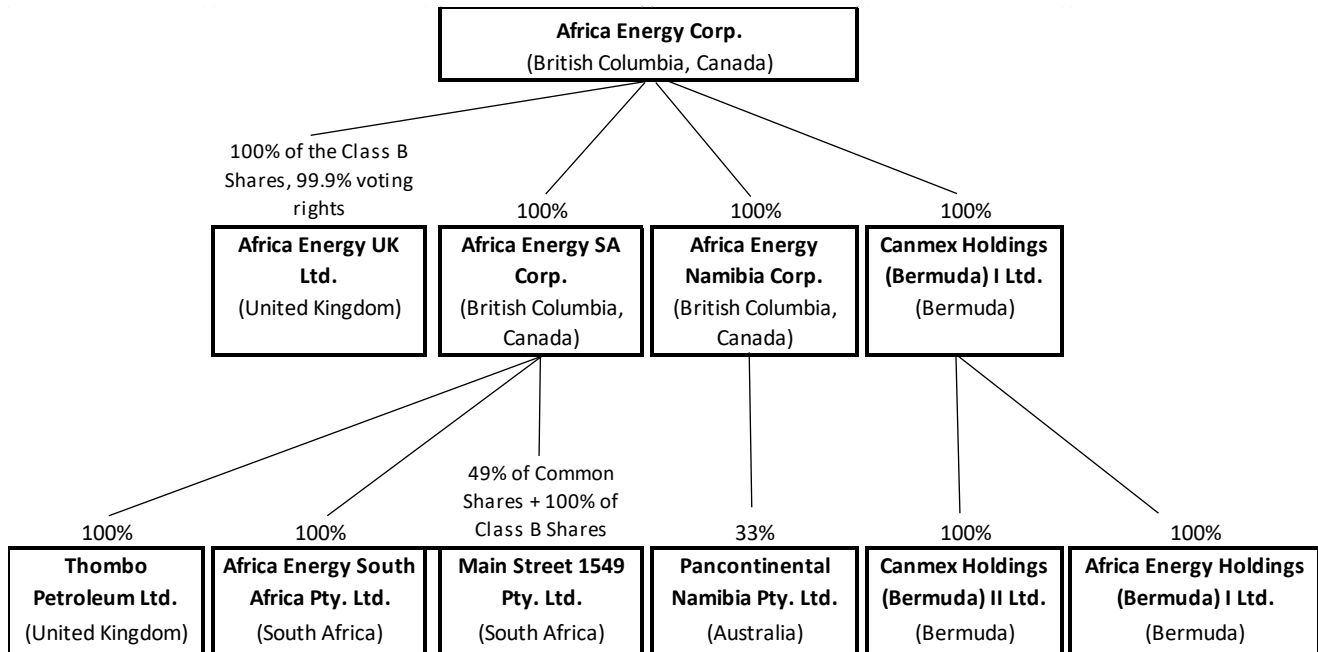 Africa Energy Corp.
(British Columbia, Canada)
100% of the Class B
Shares, 99.9% voting
rights
100%
100%
100%
Africa Energy UK
Ltd.
(United Kingdom)
Africa Energy SA
Corp.
(British Columbia,
Canada)
Africa Energy
Namibia Corp.
(British Columbia,
Canada)
Canmex Holdings
(Bermuda) I Ltd.
(Bermuda)
49% of Common
Shares + 100% of
Class B Shares
100%
100%
33%
100%
100%
Thombo
Petroleum Ltd.
(United Kingdom)
Africa Energy South
Africa Pty. Ltd.
(South Africa)
Main Street 1549
Pty. Ltd.
(South Africa)
Pancontinental
Namibia Pty. Ltd.
(Australia)
Canmex Holdings
(Bermuda) II Ltd.
(Bermuda)
Africa Energy Holdings
(Bermuda) I Ltd.
(Bermuda)